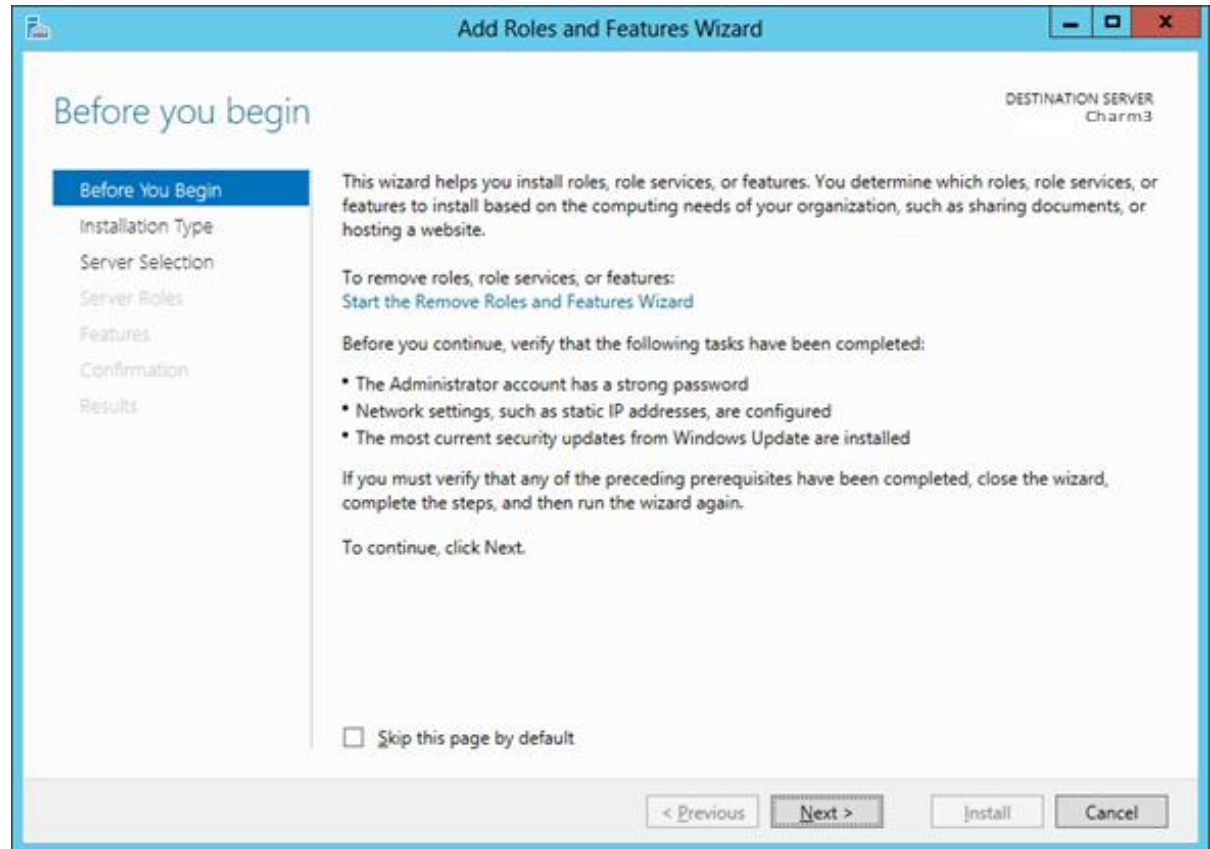 Add Roles and Features Wizard
Before you begin
DESTINATION SERVER
Charm3
Before You Begin
Installation Type
Server Selection
Server Roles
Features
Confirmation
Results
This wizard helps you install roles, role services, or features. You determine which roles, role services, or
features to install based on the computing needs of your organization, such as sharing documents, or
hosting a website.
To remove roles, role services, or features:
Start the Remove Roles and Features Wizard
Before you continue, verify that the following tasks have been completed:
• The Administrator account has a strong password
• Network settings, such as static IP addresses, are configured
• The most current security updates from Windows Update are installed
If you must verify that any of the preceding prerequisites have been completed, close the wizard,
complete the steps, and then run the wizard again.
To continue, click Next.
Skip this page by default
< Previous
Next >
Install
Cancel